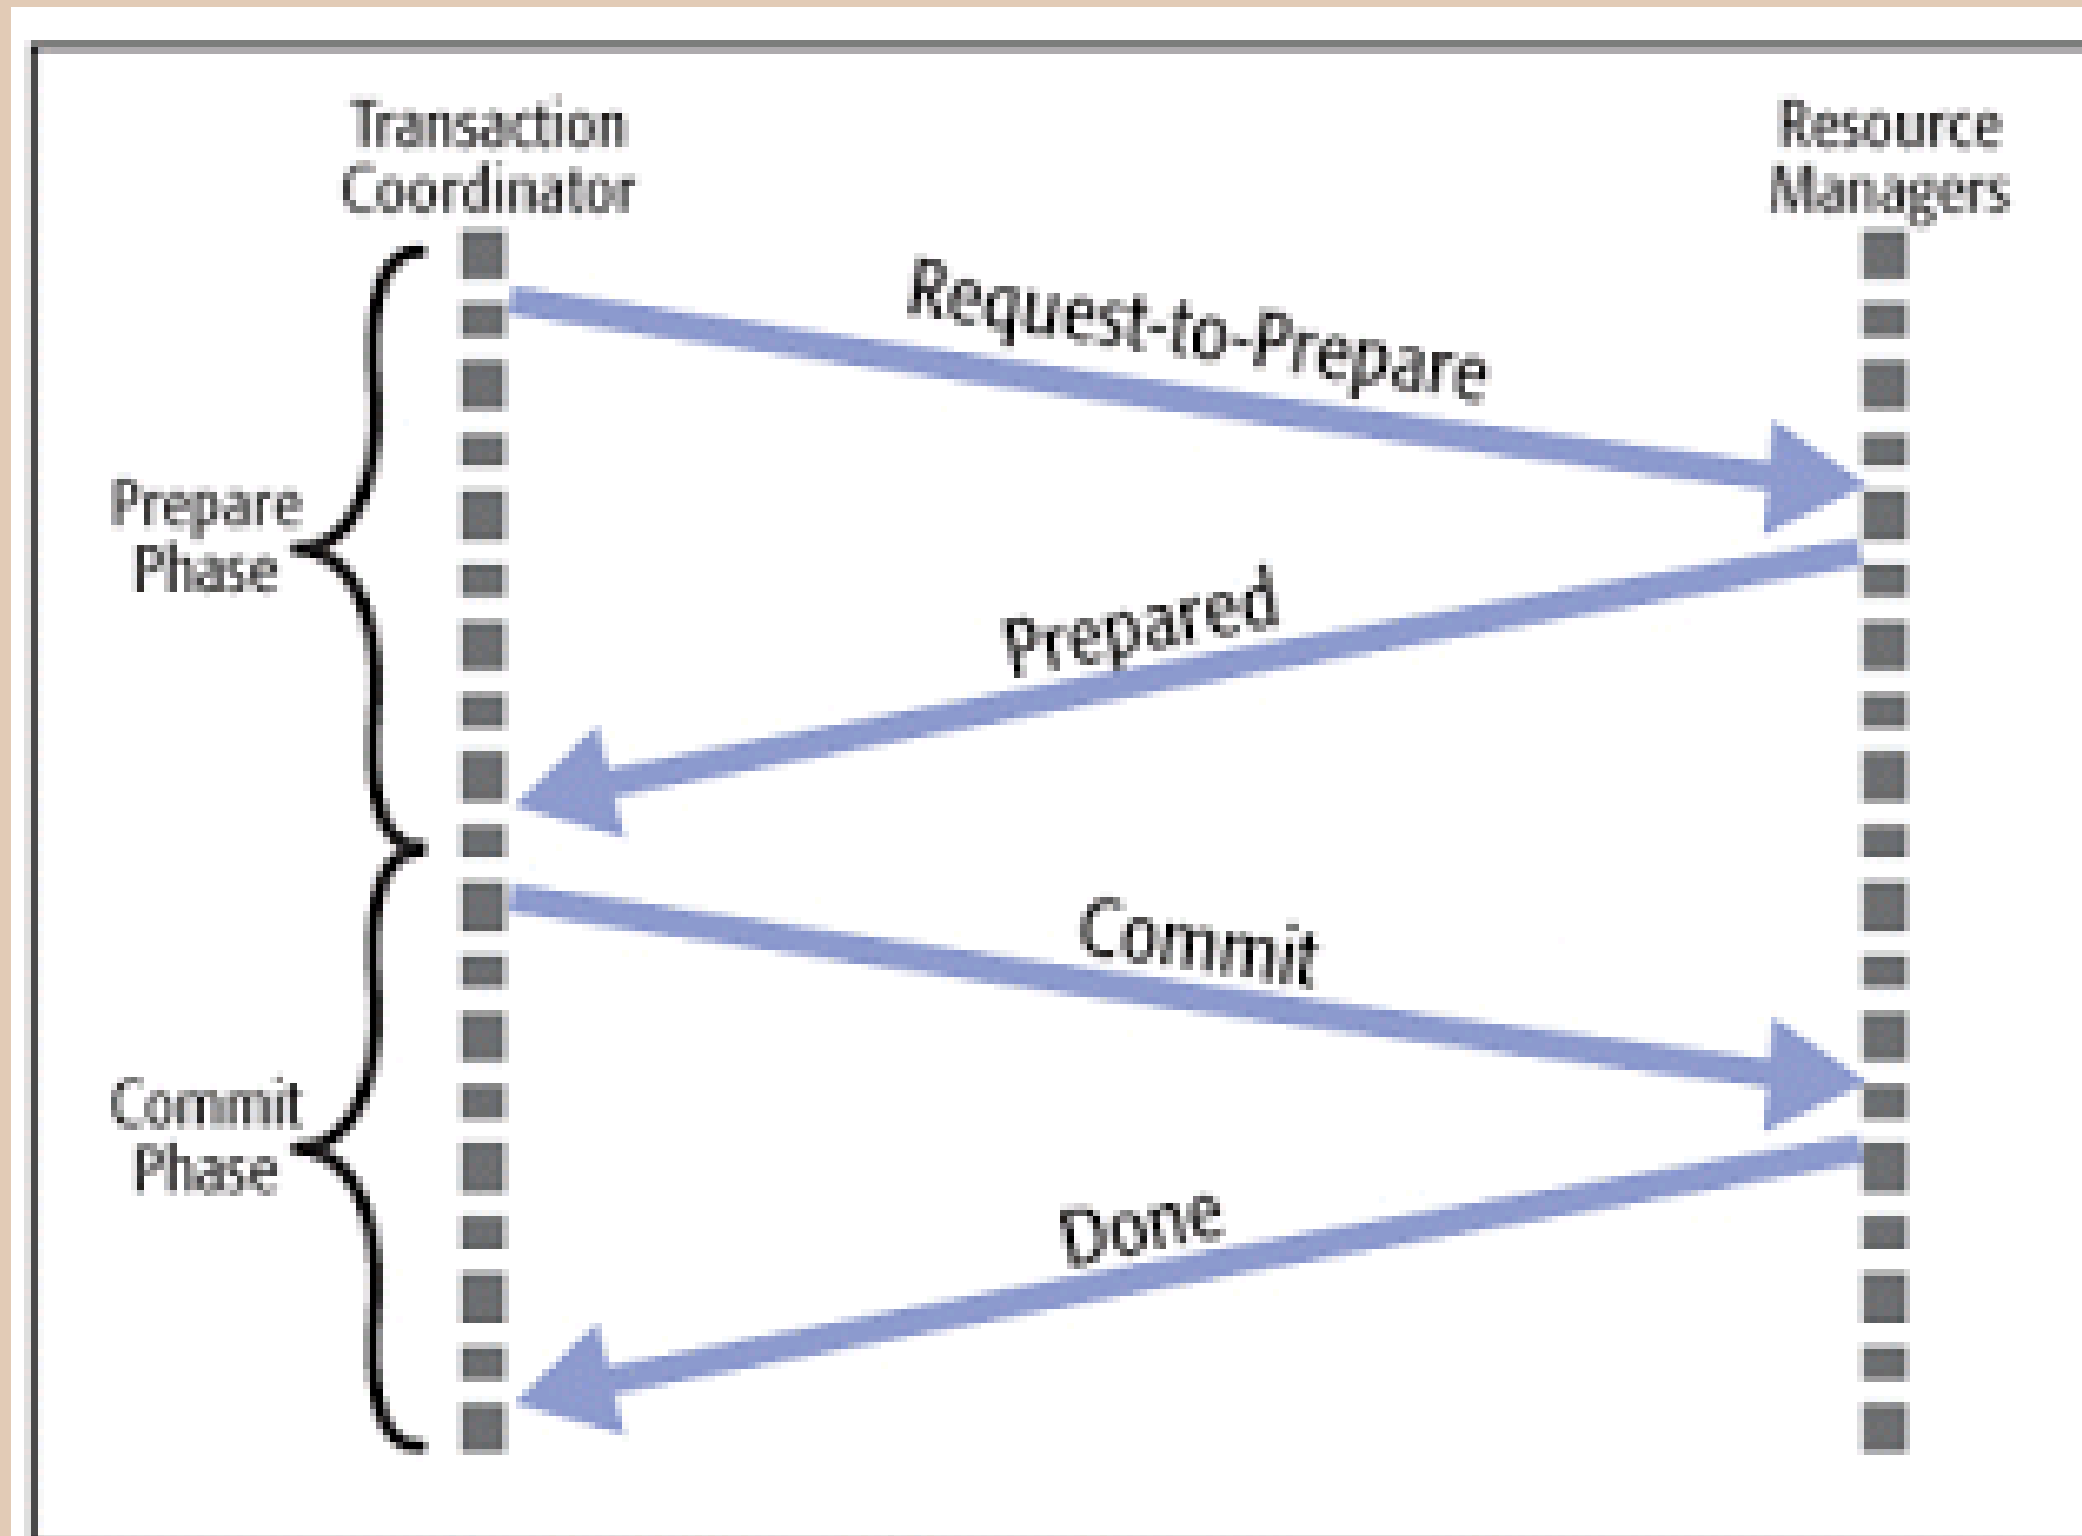 Transaction
Coordinator
Resource
Managers
Request-to-Prepare
Prepare
Phase
Prepared
Commit
Commit
Phase
Done